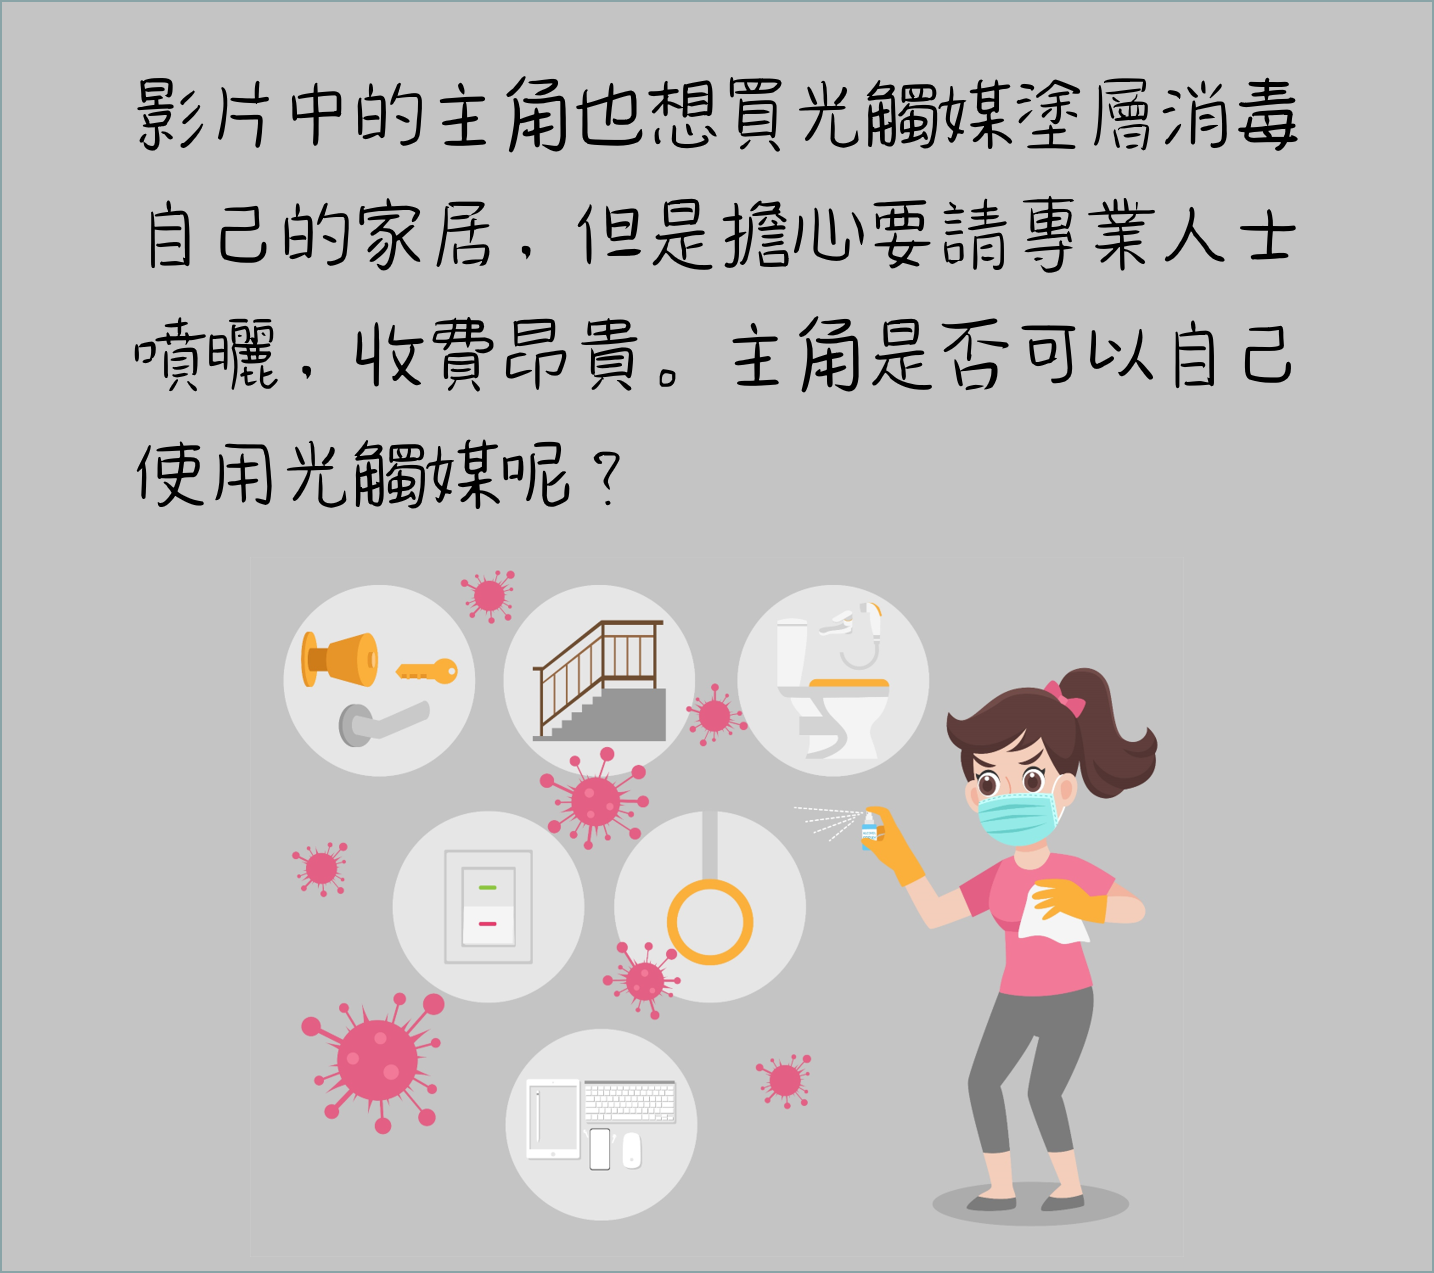 影片中的主角也想買光觸媒塗層消毒
自己的家居，但是擔心要請專業人士
噴曬，收費昂貴。主角是否可以自己
使用光觸媒呢？